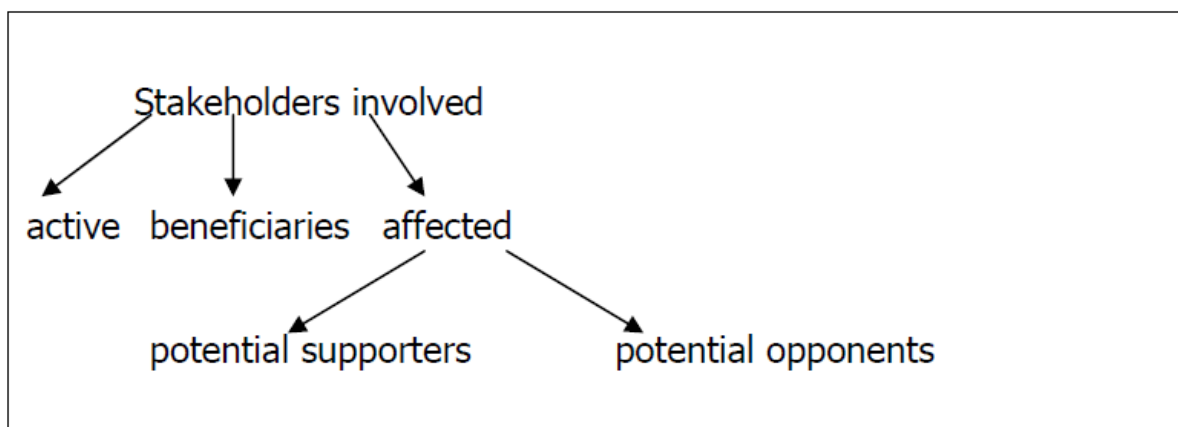 Stakeholders involved
active beneficiaries affected
potential supporters potential opponents